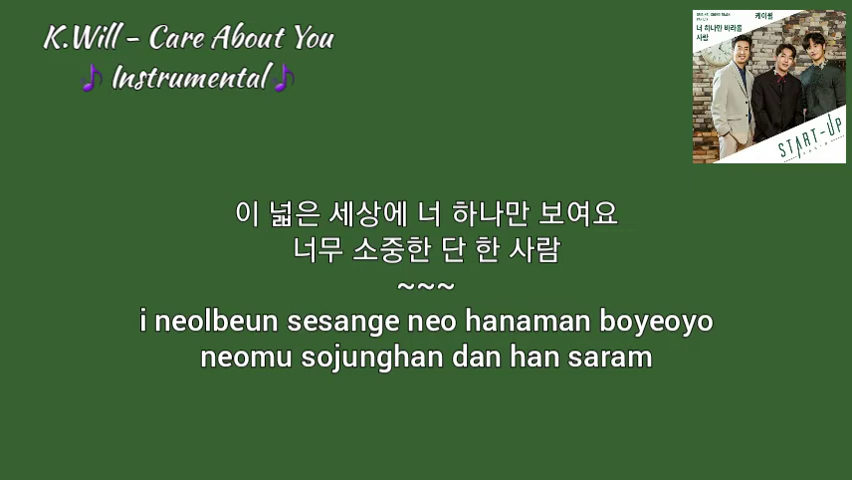 K.Will - Care About You
Instrumental
케이윌
너 하나만 바라볼
사람
START-UP
이 넓은 세상에 너 하나만 보여요
너무 소중한 단 한 사람
~~~
i neolbeun sesange neo hanaman boyeoyo
neomu sojunghan dan han saram